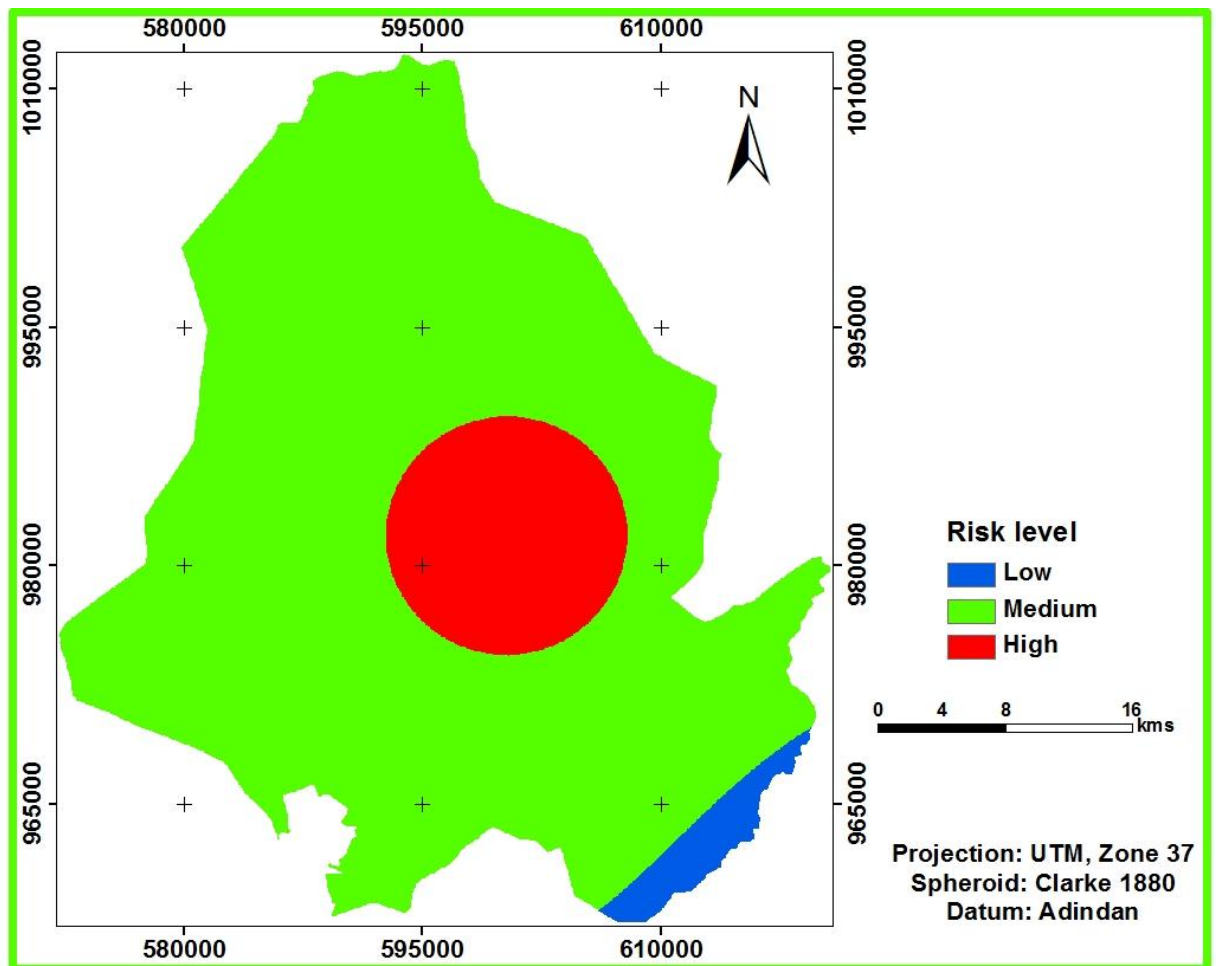 580000 595000 610000
1010000 1010000
N
995000 995000
980000 980000
965000 965000
Risk level
Low
Medium
High
0 4 8 16
kms
Projection: UTM, Zone 37
Spheroid: Clarke 1880
Datum: Adindan
580000 595000 610000